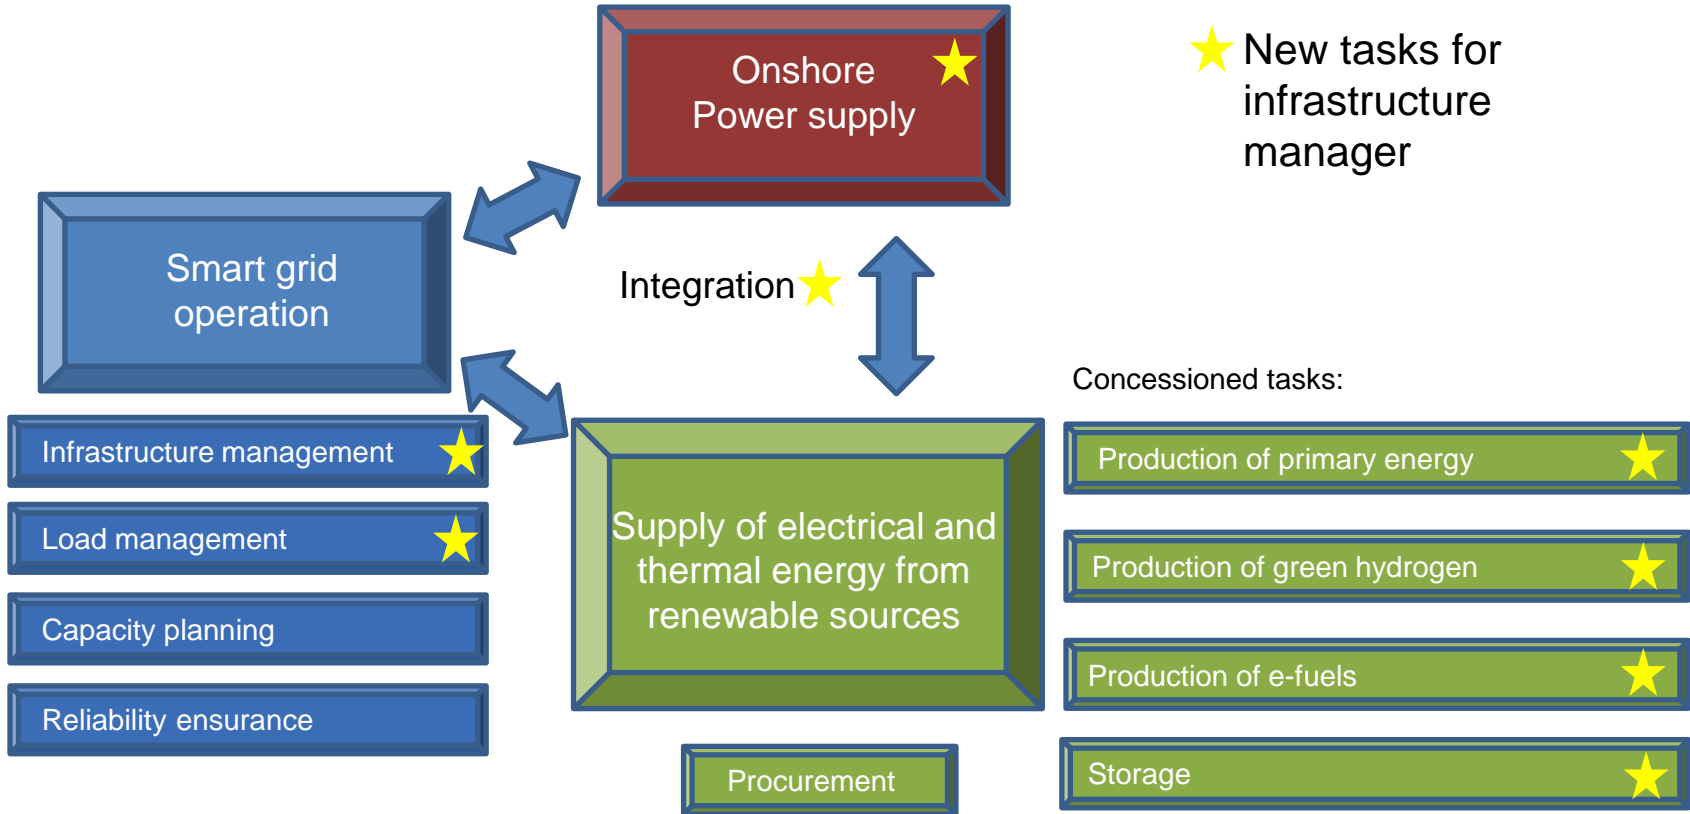 Onshore
Power supply
New tasks for
infrastructure
manager
Smart grid
operation
Integration
Infrastructure management
Load management
Capacity planning
Reliability ensurance
Supply of electrical and
thermal energy from
renewable sources
Procurement
Concessioned tasks:
Production of primary energy
Production of green hydrogen
Production of e-fuels
Storage